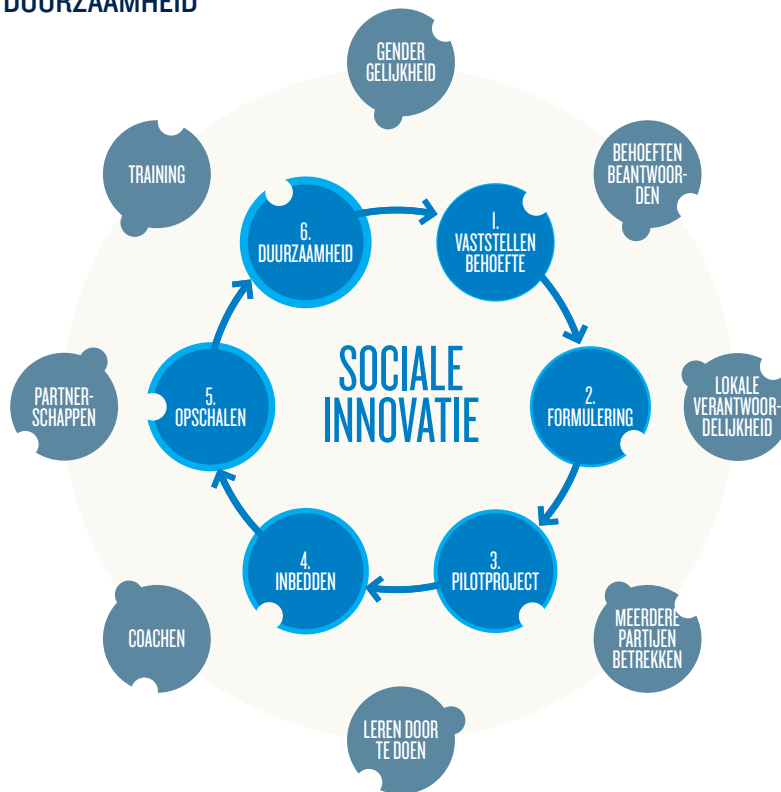 DUURZAAMHEID
GENDER
GELIJKHEID
BEHOEFTEN
BEANTWOOR-
DEN
TRAINING
6.
DUURZAAMHEID
1.
VASTSTELLEN
BEHOEFTE
SOCIALE
INNOVATIE
PARTNER-
SCHAPPEN
5.
OPSCHALEN
2.
FORMULERING
LOKALE
VERANTWOOR-
DELIJKHEID
4.
INBEDDEN
3.
PILOTPROJECT
COACHEN
MEERDERE
PARTIJEN
BETREKKEN
LEREN DOOR
TE DOEN